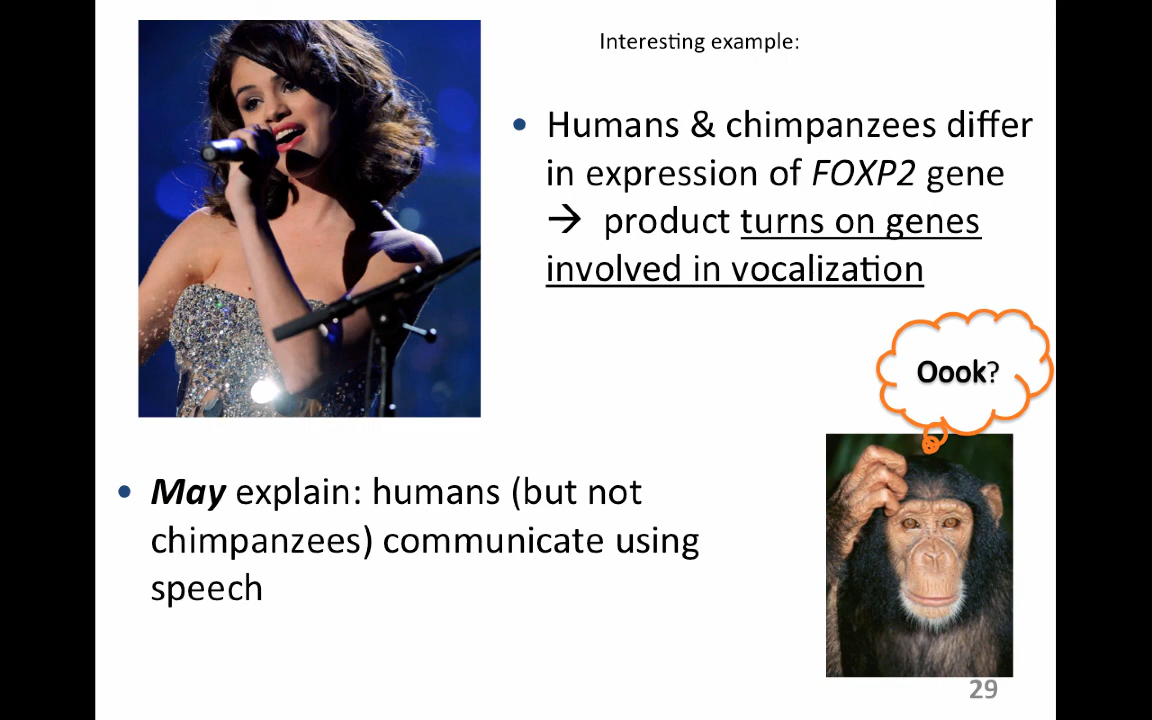 Interesting example:
• Humans & chimpanzees differ
in expression of FOXP2 gene
→ product turns on genes
involved in vocalization
Oook?
• May explain: humans (but not
chimpanzees) communicate using
speech
29